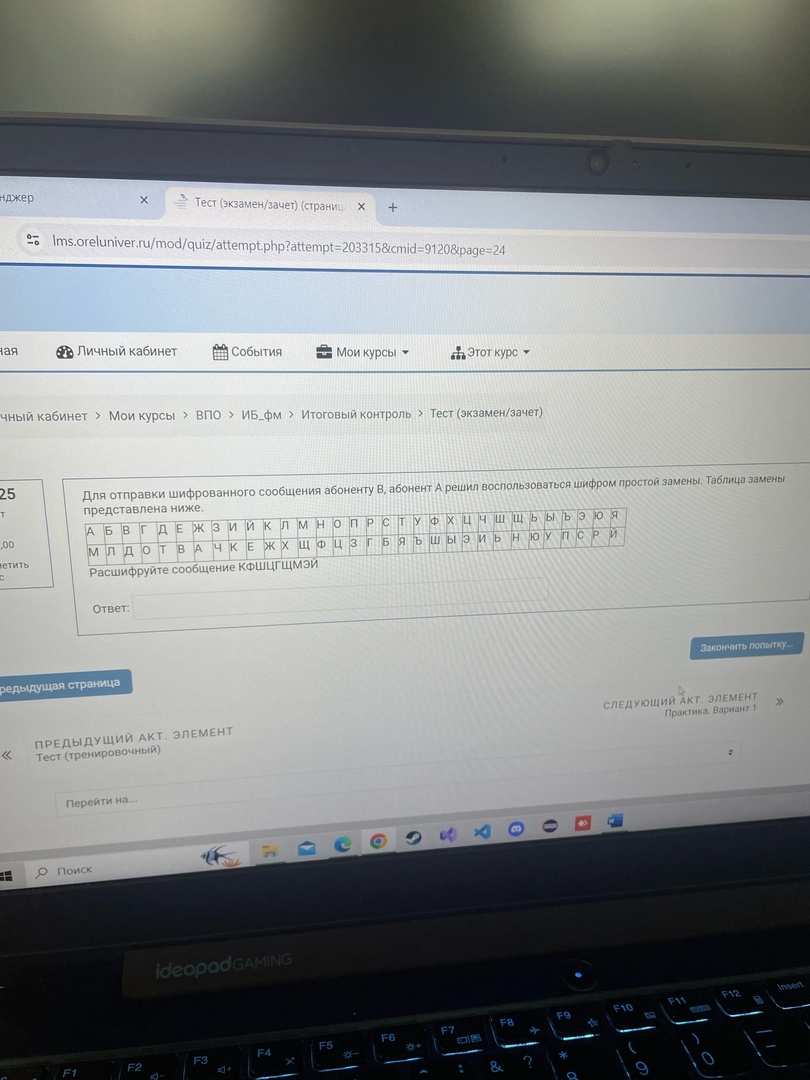 нджер
Тест (экзамен/зачет) (страниц
lms.oreluniver.ru/mod/quiz/attempt.php?attempt=203315&cmid=9120&page=24
ная Личный кабинет События Мои курсы Этот курс
чный кабинет > Мои курсы > ВПО > ИБ_фм > Итоговый контроль > Тест (экзамен/зачет)
25
т
,00
метить
с
Для отправки шифрованного сообщения абоненту В, абонент А решил воспользоваться шифром простой замены. Таблица замены
представлена ниже.
А Б В Г Д Е Ж З И Й К Л М Н О П Р С Т У Ф Х Ц Ч Ш Щ Ь Ы Ъ Э Ю Я
М Л Д О Т В А Ч К Е Ж Х Щ Ф Ц З Г Б Я Ъ Ш Ы Э И Ь Н Ю У П С Р Й
Расшифруйте сообщение КФШЦГЩМЭЙ
Ответ:
Закончить попытку...
редыдущая страница
СЛЕДУЮЩИЙ АКТ. ЭЛЕМЕНТ
Практика. Вариант 1
ПРЕДЫДУЩИЙ АКТ. ЭЛЕМЕНТ
Тест (тренировочный)
Перейти на...
Поиск
ideapad GAMING
F1 F2 F3 F4 F5 F6 F7 F8 F9 F10 F11 F12 Insert
& ? * 8 ( 9 ) 0